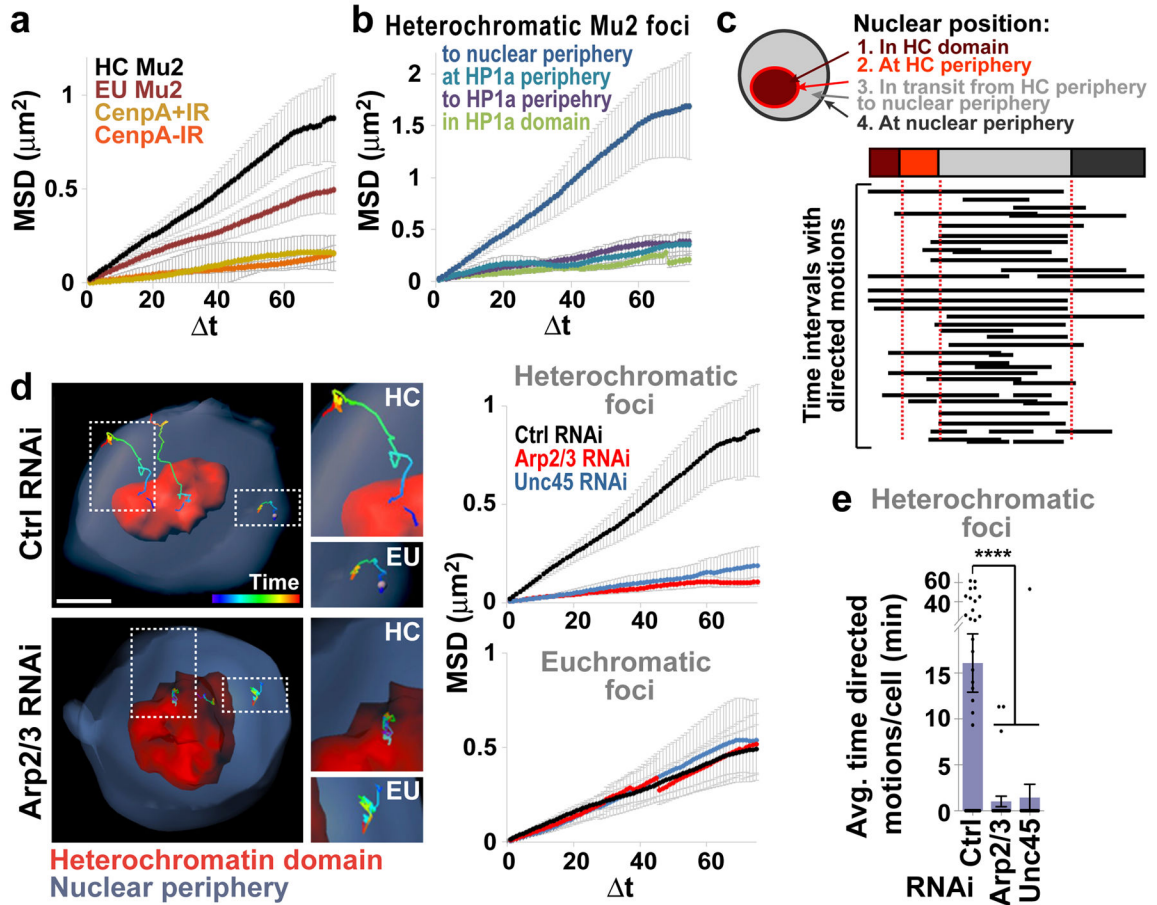 a
HC Mu2
EU Mu2
CenpA+IR
CenpA-IR
MSD (μm²)
1
0.5
0
20
40
60
Δt
b
Heterochromatic Mu2 foci
to nuclear periphery
at HP1a periphery
to HP1a peripehry
in HP1a domain
MSD (μm²)
2
1.5
1
0.5
0
20
40
60
Δt
c
Nuclear position:
1. In HC domain
2. At HC periphery
3. In transit from HC periphery
to nuclear periphery
4. At nuclear periphery
Time intervals with
directed motions
d
Ctrl RNAi
HC
EU
Time
Arp2/3 RNAi
HC
EU
Heterochromatin domain
Nuclear periphery
Heterochromatic
foci
Ctrl RNAi
Arp2/3 RNAi
Unc45 RNAi
1
0.5
0
20
40
60
MSD (μm²)
Euchromatic
foci
1
0.5
0
20
40
60
Δt
e
Heterochromatic
foci
****
Avg. time directed
motions/cell (min)
60
40
15
10
5
0
Ctrl
Arp2/3
Unc45
RNAi